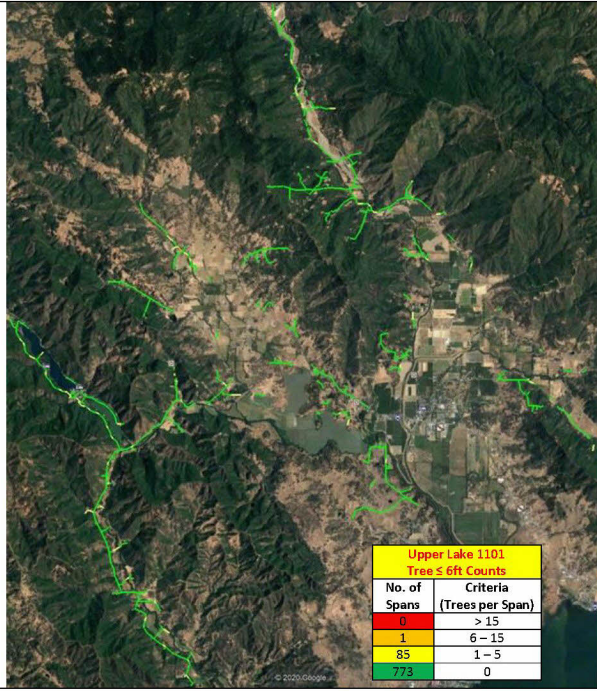 Upper Lake 1101
Tree ≤ 6ft Counts
No. of Spans Criteria (Trees per Span)
0 > 15
1 6 – 15
85 1 – 5
773 0
© 2020 Google